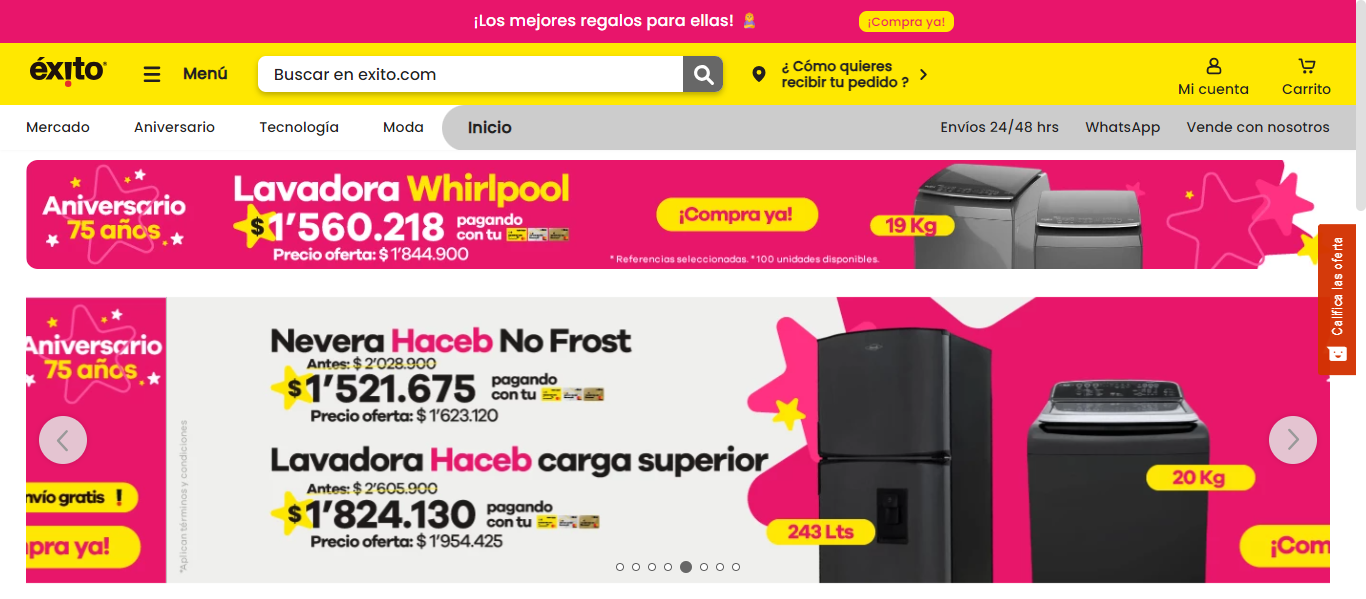 ¡Los mejores regalos para ellas!
¡Compra ya!
éxito
Menú
Buscar en exito.com
¿ Cómo quieres
recibir tu pedido ?
Mi cuenta
Carrito
Mercado
Aniversario
Tecnología
Moda
Inicio
Envíos 24/48 hrs
WhatsApp
Vende con nosotros
Aniversario
75 años
Lavadora Whirlpool
$1'560.218
pagando
con tu
Precio oferta: $ 1'844.900
¡Compra ya!
* Referencias seleccionadas. *100 unidades disponibles.
19 Kg
Califica las oferta
Aniversario
75 años
nvío gratis !
pra ya!
*Aplican términos y condiciones
Nevera Haceb No Frost
Antes: $ 2'028.900
$1'521.675
pagando
con tu
Precio oferta: $ 1'623.120
Lavadora Haceb carga superior
Antes: $ 2'605.900
$1'824.130
pagando
con tu
Precio oferta: $ 1'954.425
243 Lts
20 Kg
¡Com